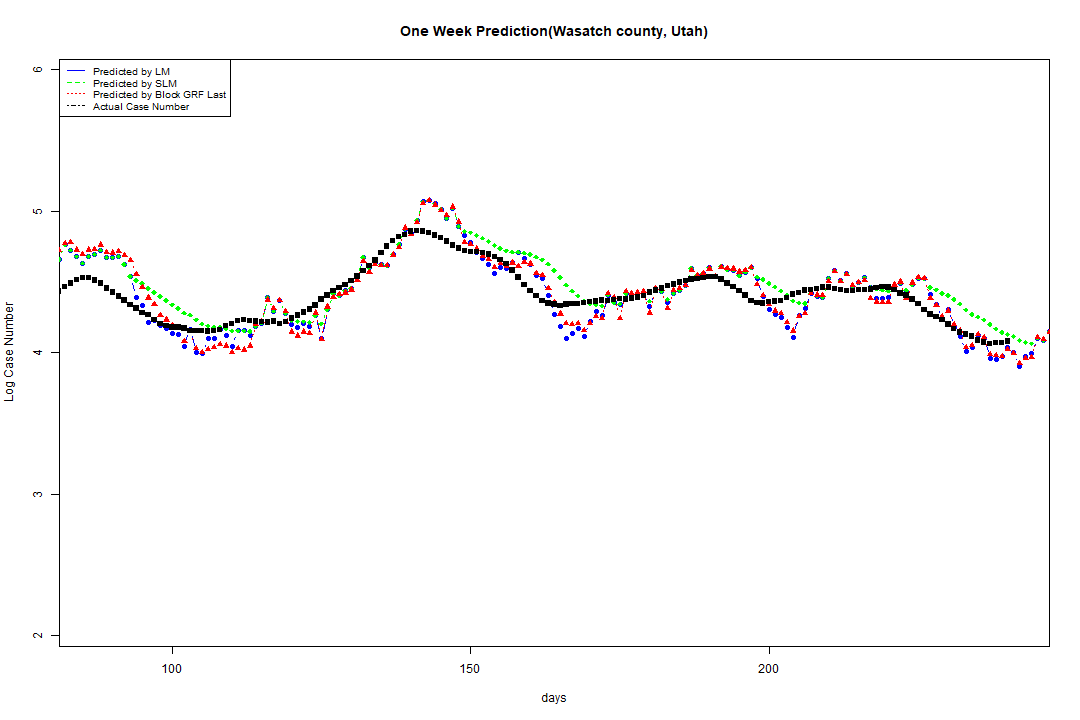 One Week Prediction(Wasatch county, Utah)
Predicted by LM
Predicted by SLM
Predicted by Block GRF Last
Actual Case Number
6
5
4
3
2
Log Case Number
100 150 200
days